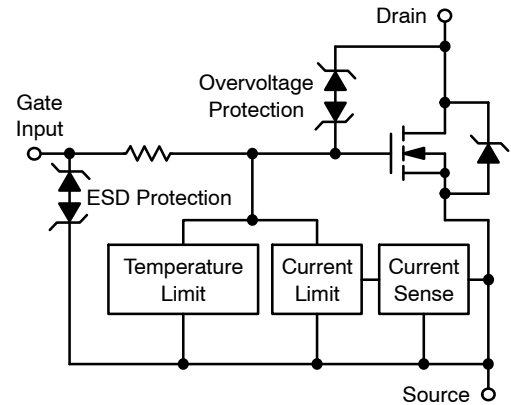 Drain
Overvoltage
Protection
Gate
Input
ESD Protection
Temperature
Limit
Current
Limit
Current
Sense
Source